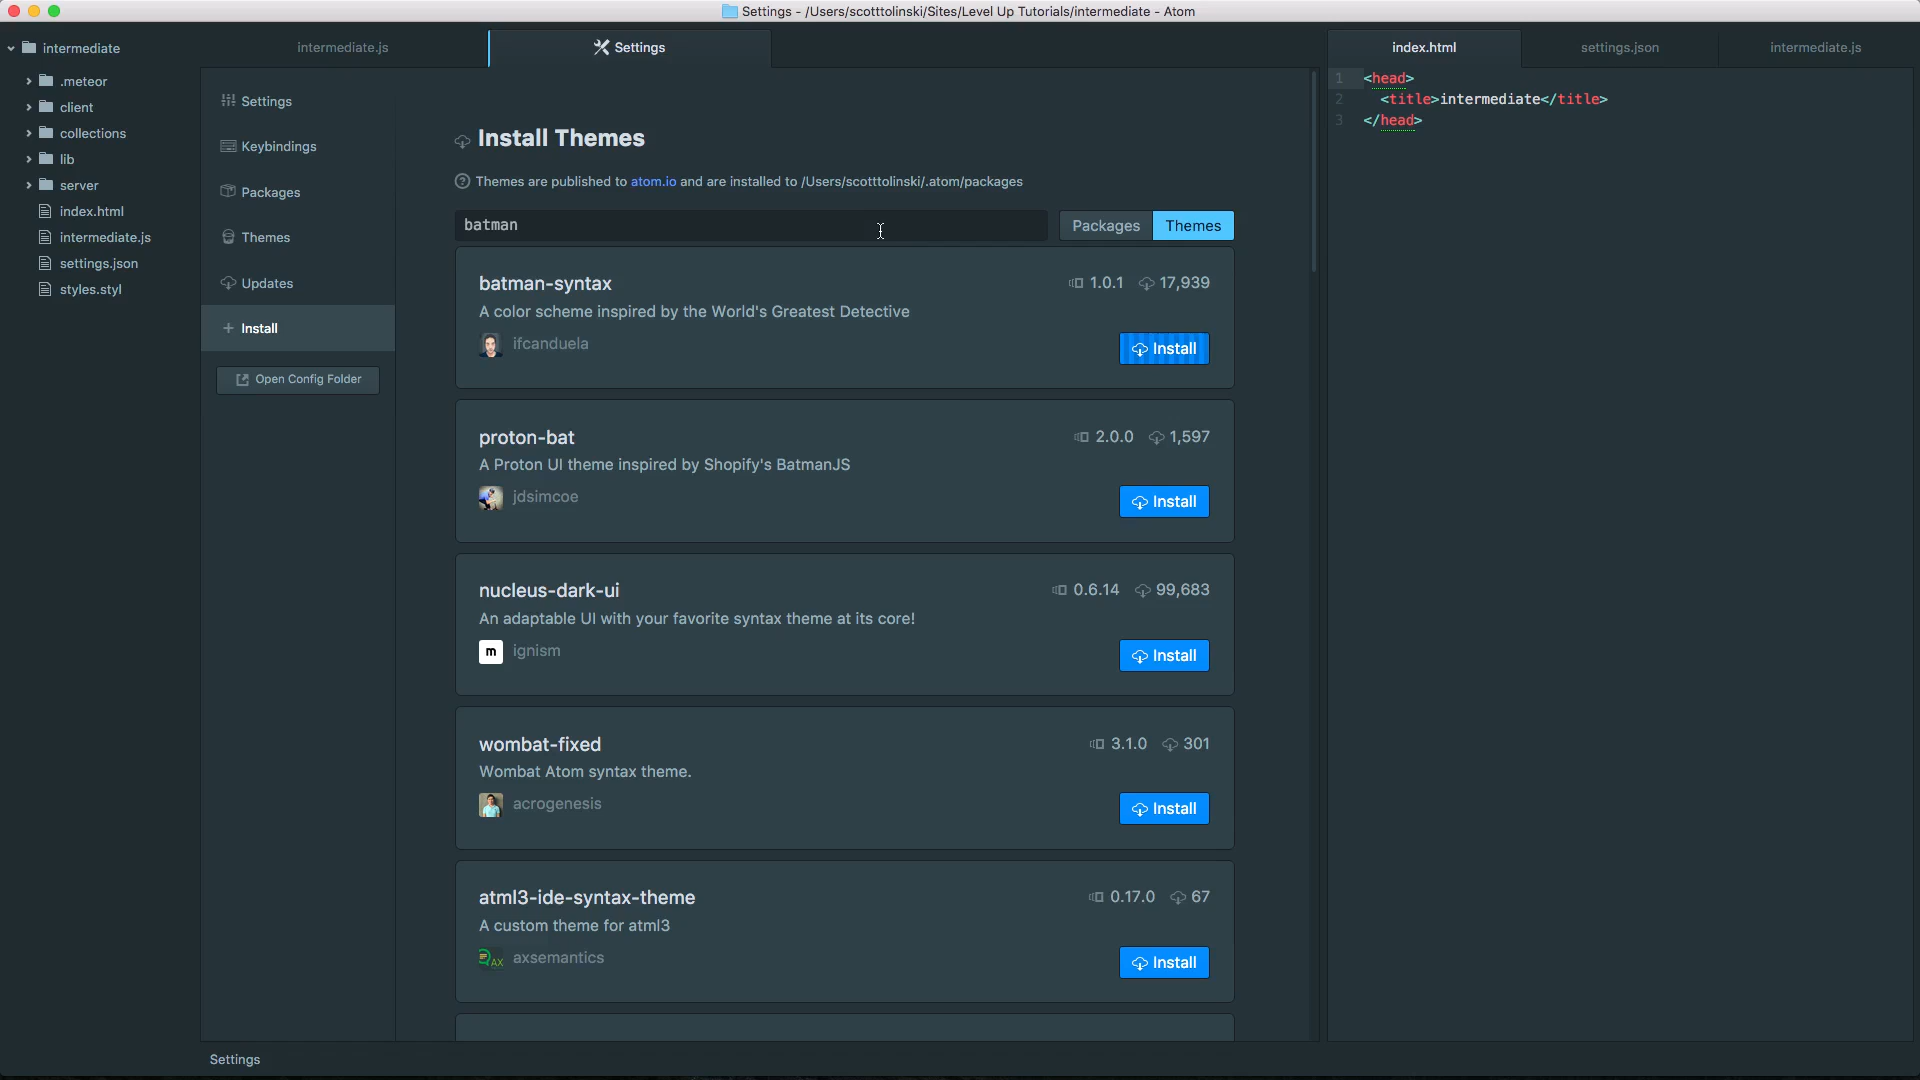 Settings - /Users/scotttolinski/Sites/Level Up Tutorials/intermediate - Atom
intermediate
.meteor
client
collections
lib
server
index.html
intermediate.js
settings.json
styles.styl
intermediate.js
Settings
Settings
Keybindings
Packages
Themes
Updates
Install
Open Config Folder
Install Themes
Themes are published to atom.io and are installed to /Users/scotttolinski/.atom/packages
batman
Packages
Themes
batman-syntax
1.0.1
17,939
A color scheme inspired by the World's Greatest Detective
ifcanduela
Install
proton-bat
2.0.0
1,597
A Proton UI theme inspired by Shopify's BatmanJS
jdsimcoe
Install
nucleus-dark-ui
0.6.14
99,683
An adaptable UI with your favorite syntax theme at its core!
m
ignism
Install
wombat-fixed
3.1.0
301
Wombat Atom syntax theme.
acrogenesis
Install
atml3-ide-syntax-theme
0.17.0
67
A custom theme for atml3
AX
axsemantics
Install
index.html
settings.json
intermediate.js
1 <head>
2 <title>intermediate</title>
3 </head>
Settings